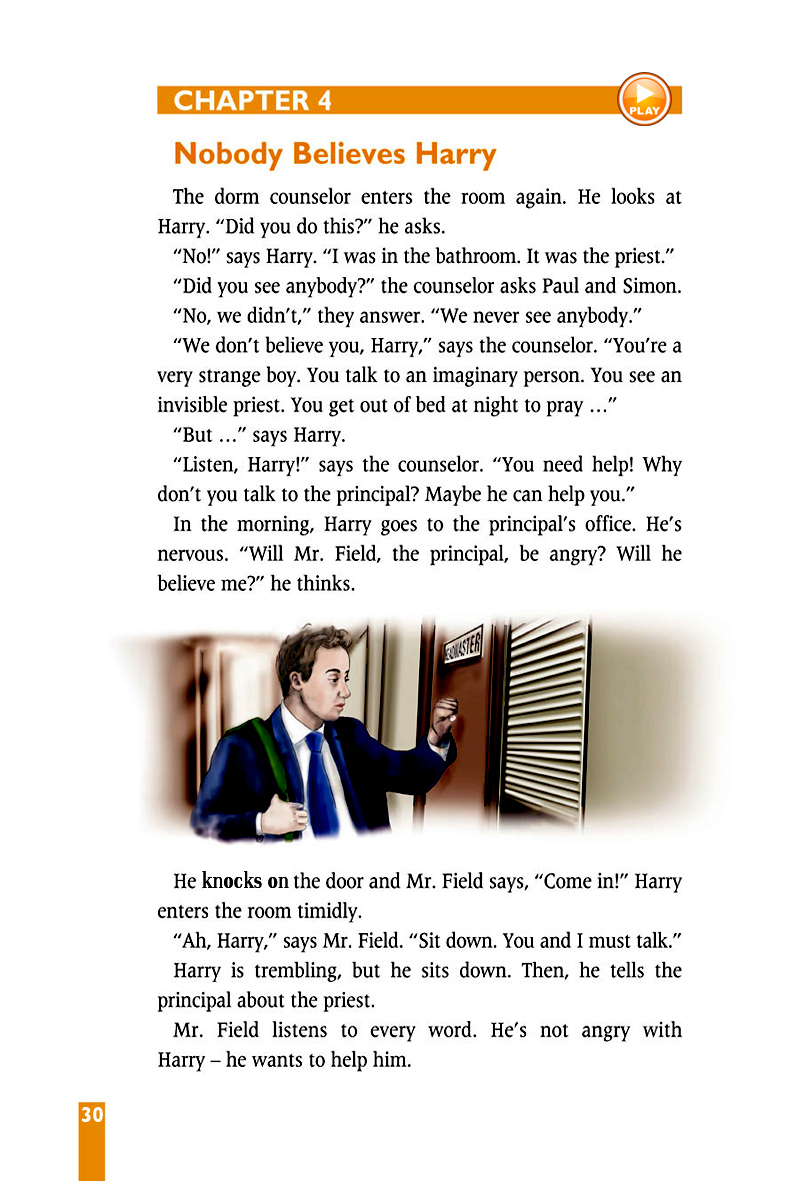 CHAPTER 4
PLAY
Nobody Believes Harry
The dorm counselor enters the room again. He looks at
Harry. “Did you do this?” he asks.
“No!” says Harry. “I was in the bathroom. It was the priest.”
“Did you see anybody?” the counselor asks Paul and Simon.
“No, we didn’t,” they answer. “We never see anybody.”
“We don’t believe you, Harry,” says the counselor. “You’re a
very strange boy. You talk to an imaginary person. You see an
invisible priest. You get out of bed at night to pray …”
“But …” says Harry.
“Listen, Harry!” says the counselor. “You need help! Why
don’t you talk to the principal? Maybe he can help you.”
In the morning, Harry goes to the principal’s office. He’s
nervous. “Will Mr. Field, the principal, be angry? Will he
believe me?” he thinks.
HEADMASTER
He knocks on the door and Mr. Field says, “Come in!” Harry
enters the room timidly.
“Ah, Harry,” says Mr. Field. “Sit down. You and I must talk.”
Harry is trembling, but he sits down. Then, he tells the
principal about the priest.
Mr. Field listens to every word. He’s not angry with
Harry – he wants to help him.
30